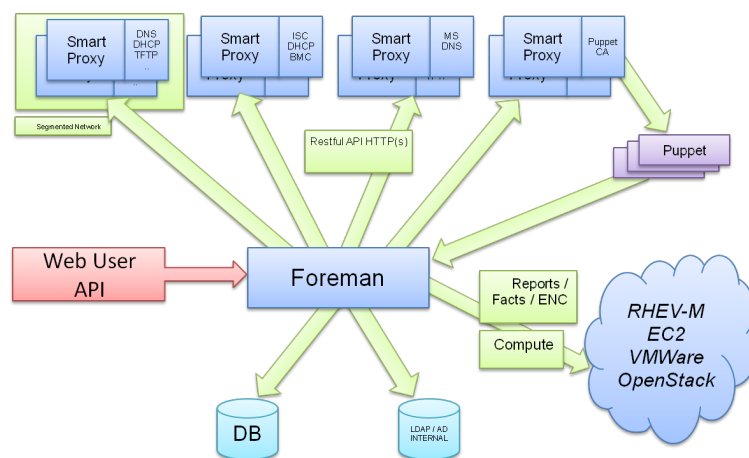 Smart
Proxy
DNS
DHCP
TFTP
..
Smart
Proxy
ISC
DHCP
BMC
Smart
Proxy
MS
DNS
Smart
Proxy
Puppet
CA
Segmented Network
Restful API HTTP(s)
Puppet
Web User
API
Foreman
Reports /
Facts / ENC
Compute
RHEV-M
EC2
VMWare
OpenStack
DB
LDAP / AD
INTERNAL